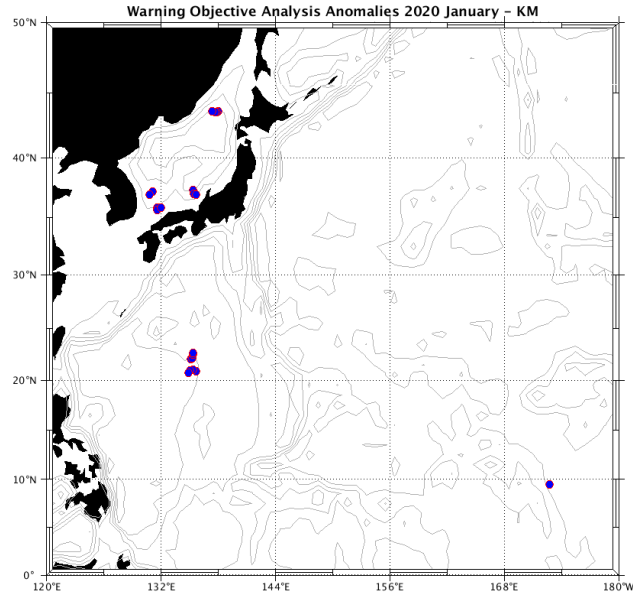 Warning Objective Analysis Anomalies 2020 January - KM
50°N
40°N
30°N
20°N
10°N
0°
120°E 132°E 144°E 156°E 168°E 180°W